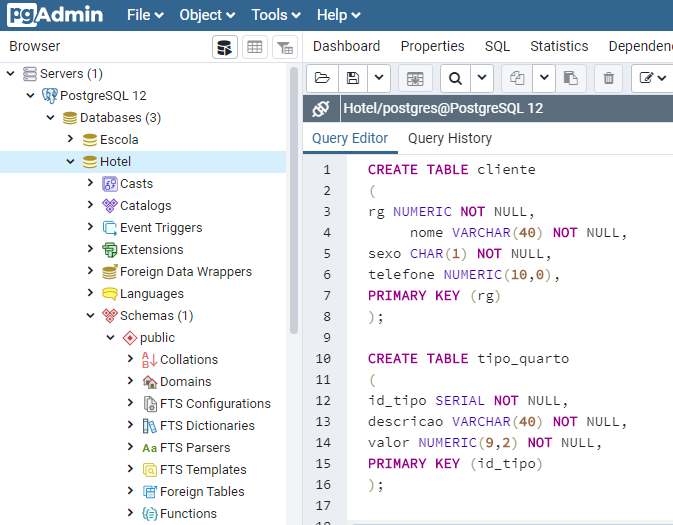 pgAdmin File Object Tools Help
Browser
Dashboard Properties SQL Statistics Dependen
Servers (1)
PostgreSQL 12
Databases (3)
Escola
Hotel
Casts
Catalogs
Event Triggers
Extensions
Foreign Data Wrappers
Languages
Schemas (1)
public
Collations
Domains
FTS Configurations
FTS Dictionaries
FTS Parsers
FTS Templates
Foreign Tables
Functions
Hotel/postgres@PostgreSQL 12
Query Editor Query History
1 CREATE TABLE cliente
2 (
3 rg NUMERIC NOT NULL,
4 nome VARCHAR(40) NOT NULL,
5 sexo CHAR(1) NOT NULL,
6 telefone NUMERIC(10,0),
7 PRIMARY KEY (rg)
8 );
9
10 CREATE TABLE tipo_quarto
11 (
12 id_tipo SERIAL NOT NULL,
13 descricao VARCHAR(40) NOT NULL,
14 valor NUMERIC(9,2) NOT NULL,
15 PRIMARY KEY (id_tipo)
16 );
17